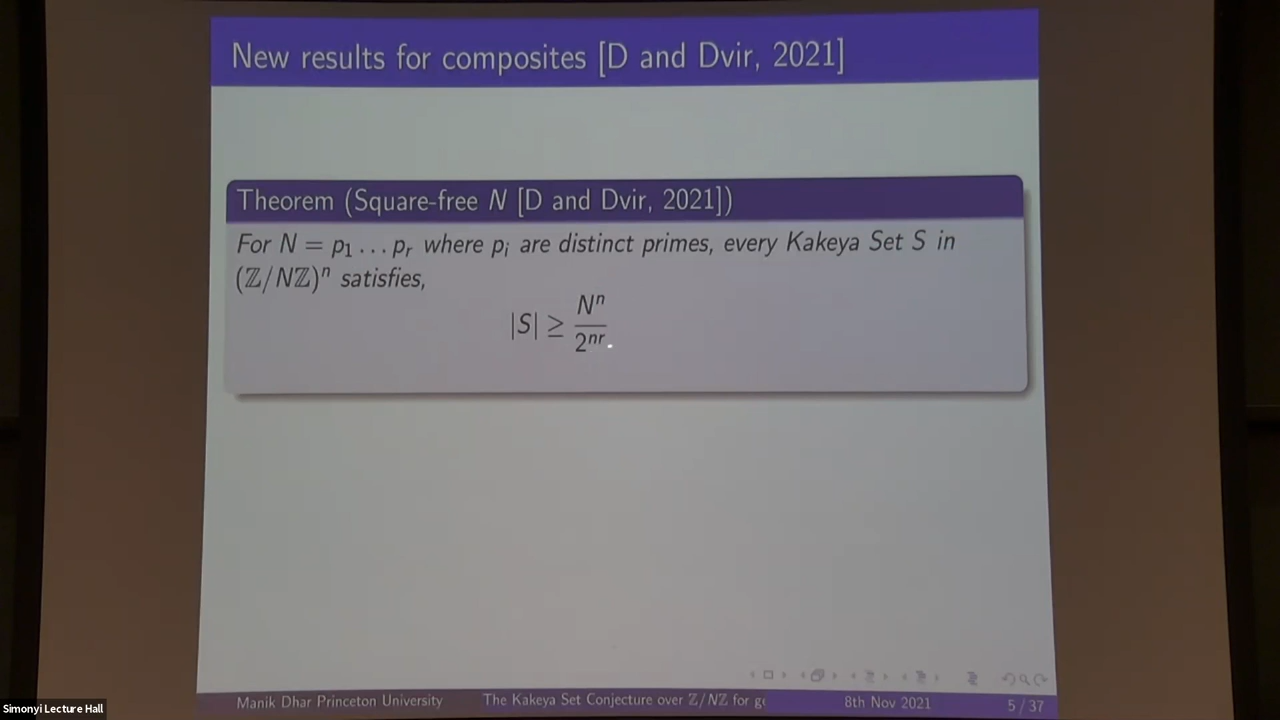 New results for composites [D and Dvir, 2021]
Theorem (Square-free N [D and Dvir, 2021])
For N = p₁ … pᵣ where pᵢ are distinct primes, every Kakeya Set S in
(ℤ/Nℤ)ⁿ satisfies,
|S| ≥ Nⁿ / 2ⁿʳ.
Manik Dhar Princeton University The Kakeya Set Conjecture over ℤ/Nℤ for ge 8th Nov 2021 5 / 37
Simonyi Lecture Hall